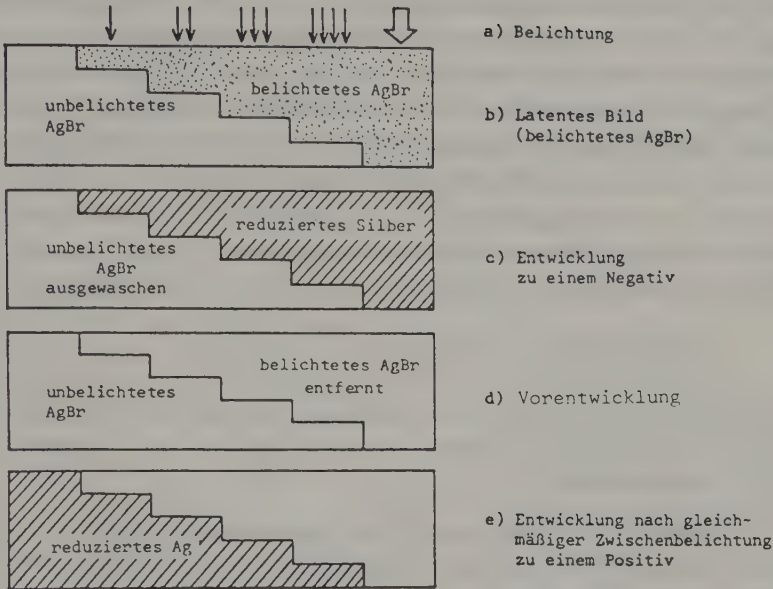 a) Belichtung
unbelichtetes
AgBr
belichtetes AgBr
b) Latentes Bild
(belichtetes AgBr)
unbelichtetes
AgBr
ausgewaschen
reduziertes Silber
c) Entwicklung
zu einem Negativ
unbelichtetes
AgBr
belichtetes AgBr
entfernt
d) Vorentwicklung
reduziertes Ag
e) Entwicklung nach gleich-
mäßiger Zwischenbelichtung
zu einem Positiv